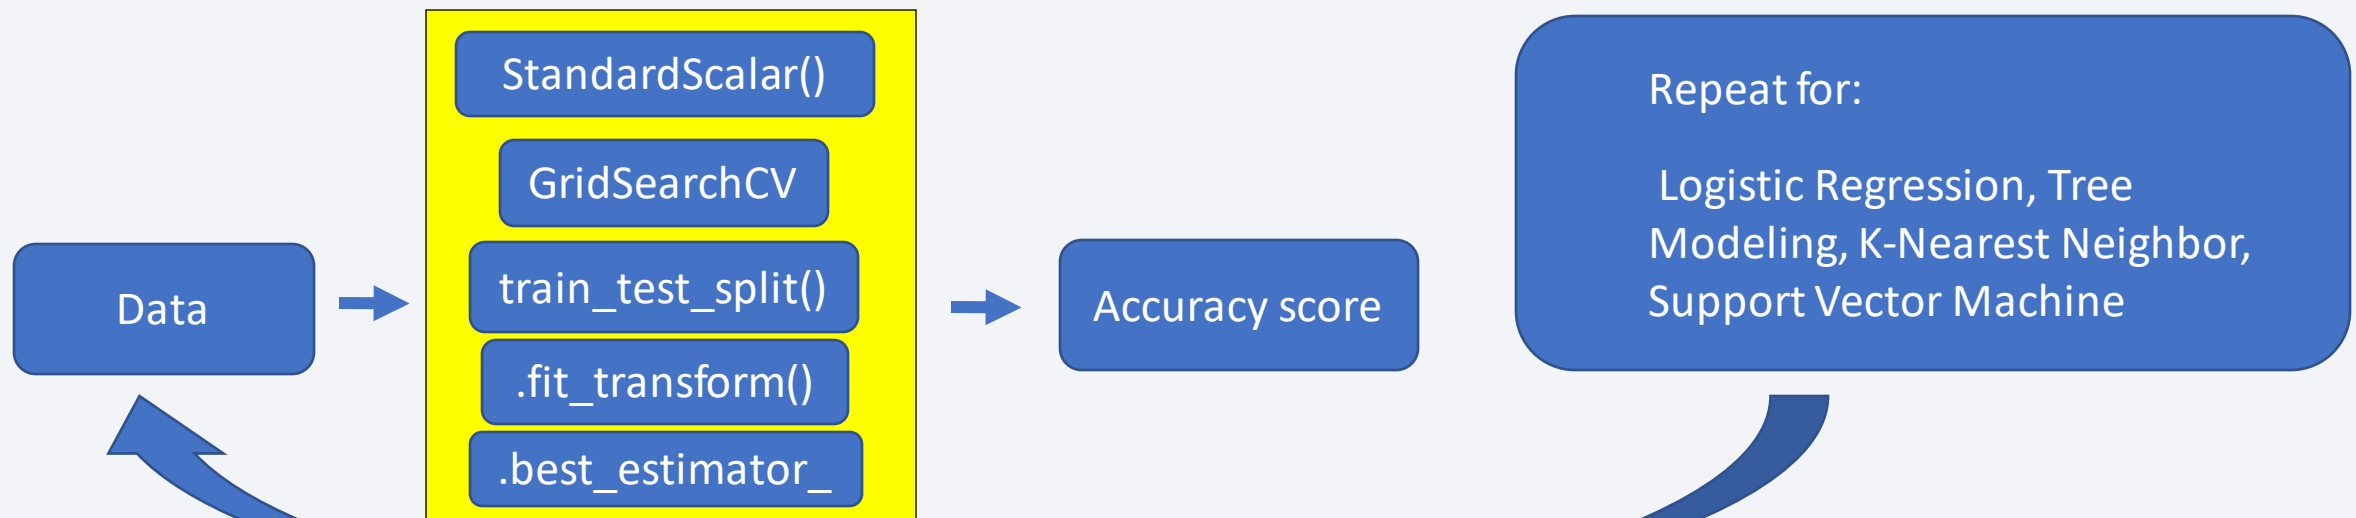 StandardScalar()
GridSearchCV
train_test_split()
.fit_transform()
.best_estimator_
Data
Accuracy score
Repeat for:
Logistic Regression, Tree
Modeling, K-Nearest Neighbor,
Support Vector Machine